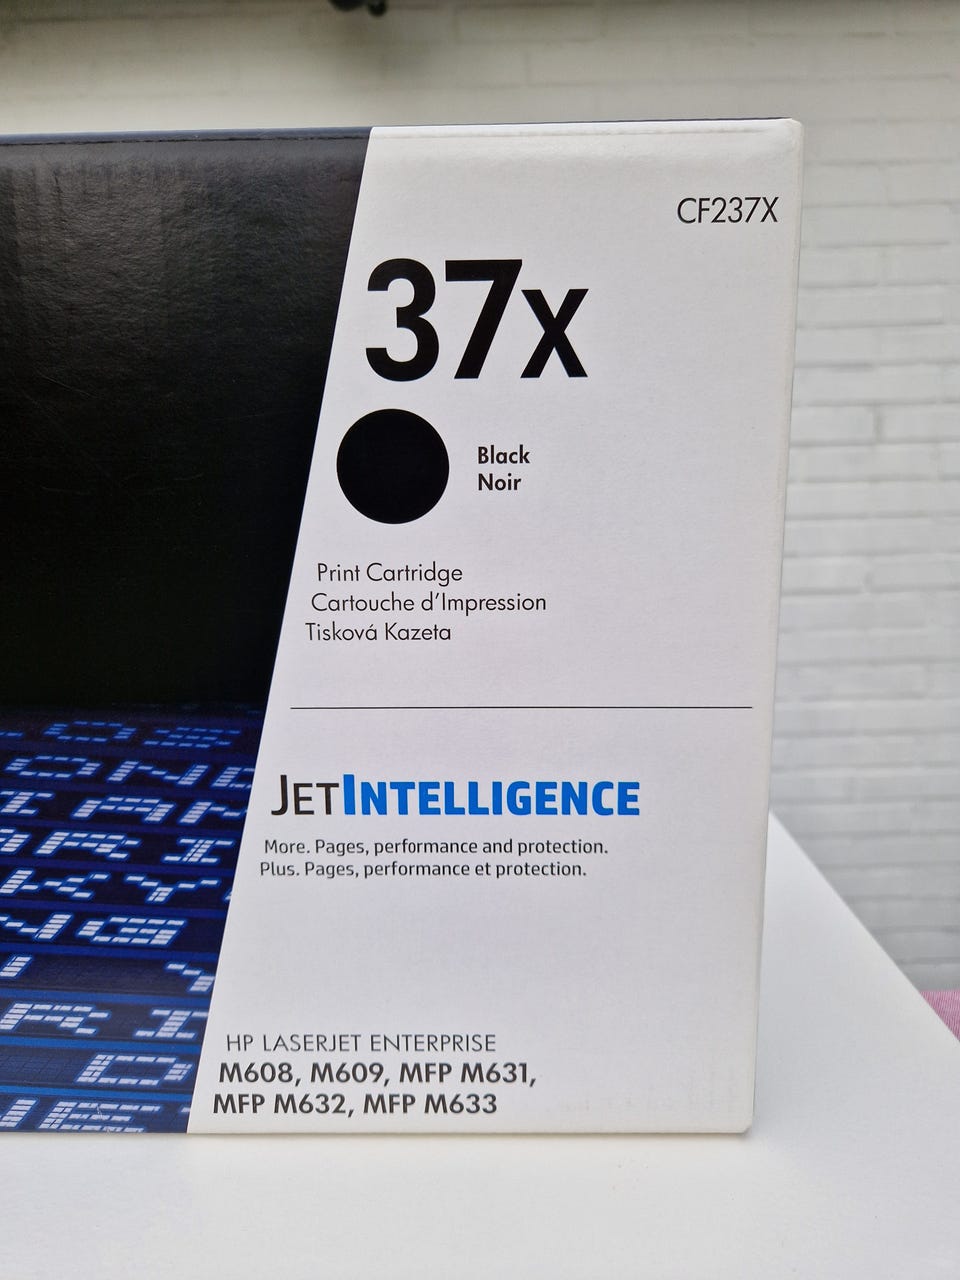 CF237X
37X
Black
Noir
Print Cartridge
Cartouche d'Impression
Tisková Kazeta
JETINTELLIGENCE
More. Pages, performance and protection.
Plus. Pages, performance et protection.
HP LASERJET ENTERPRISE
M608, M609, MFP M631,
MFP M632, MFP M633